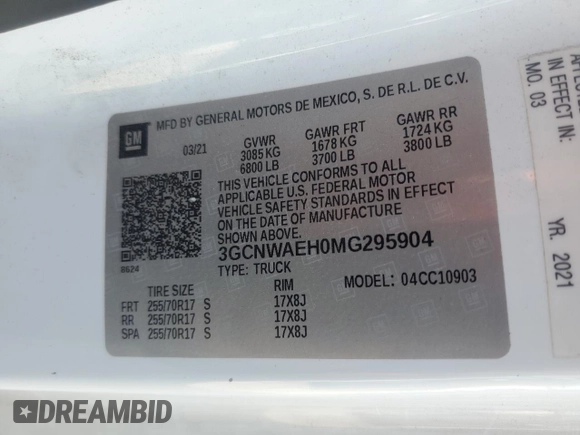 GM
MFD BY GENERAL MOTORS DE MEXICO, S. DE R.L. DE C.V.
03/21
GVWR GAWR FRT GAWR RR
3085 KG 1678 KG 1724 KG
6800 LB 3700 LB 3800 LB
THIS VEHICLE CONFORMS TO ALL
APPLICABLE U.S. FEDERAL MOTOR
VEHICLE SAFETY STANDARDS IN EFFECT
ON THE DATE OF MANUFACTURE
SHOWN ABOVE.
3GCNWAEH0MG295904
8624
TYPE: TRUCK
MODEL: 04CC10903
TIRE SIZE RIM
FRT 255/70R17 S 17X8J
RR 255/70R17 S 17X8J
SPA 255/70R17 S 17X8J
IN EFFECT IN:
MO. 03
YR. 2021
DREAMBID